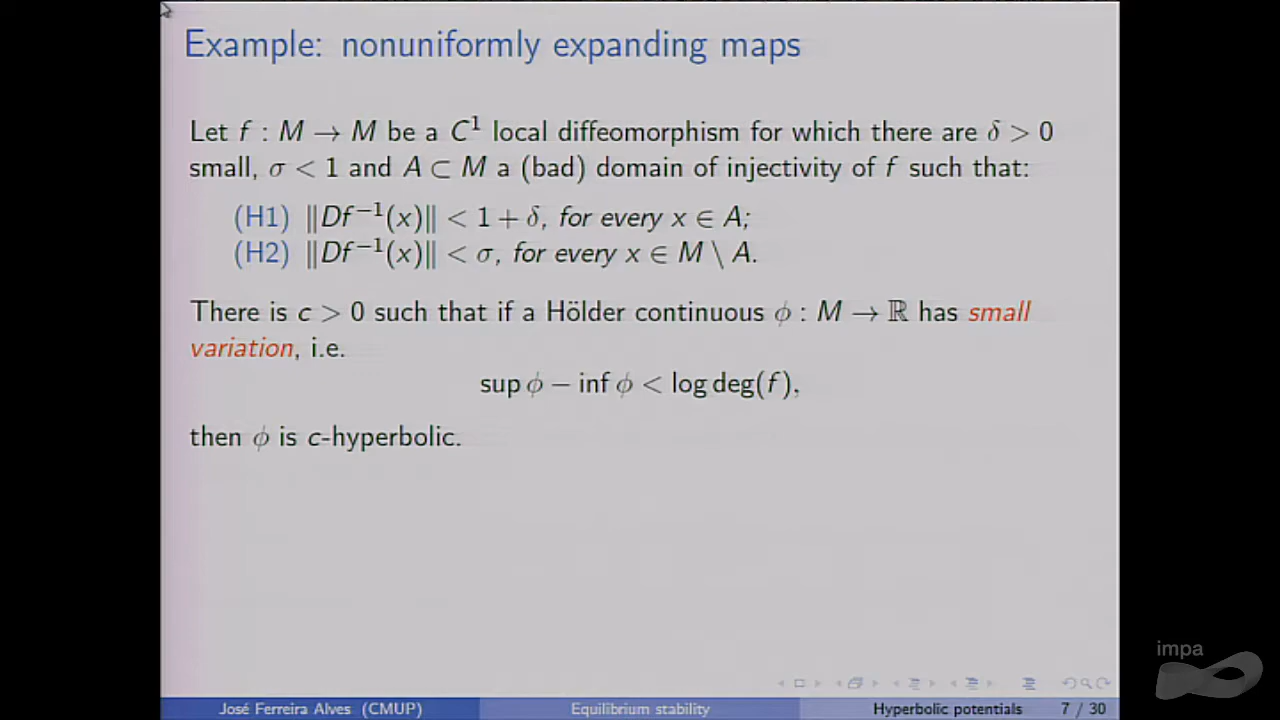 Example: nonuniformly expanding maps
Let f : M → M be a C¹ local diffeomorphism for which there are δ > 0
small, σ < 1 and A ⊂ M a (bad) domain of injectivity of f such that:
(H1) ‖Df⁻¹(x)‖ < 1 + δ, for every x ∈ A;
(H2) ‖Df⁻¹(x)‖ < σ, for every x ∈ M \ A.
There is c > 0 such that if a Hölder continuous ϕ : M → ℝ has small
variation, i.e.
sup ϕ − inf ϕ < log deg(f),
then ϕ is c-hyperbolic.
impa
José Ferreira Alves (CMUP) Equilibrium stability Hyperbolic potentials 7 / 30